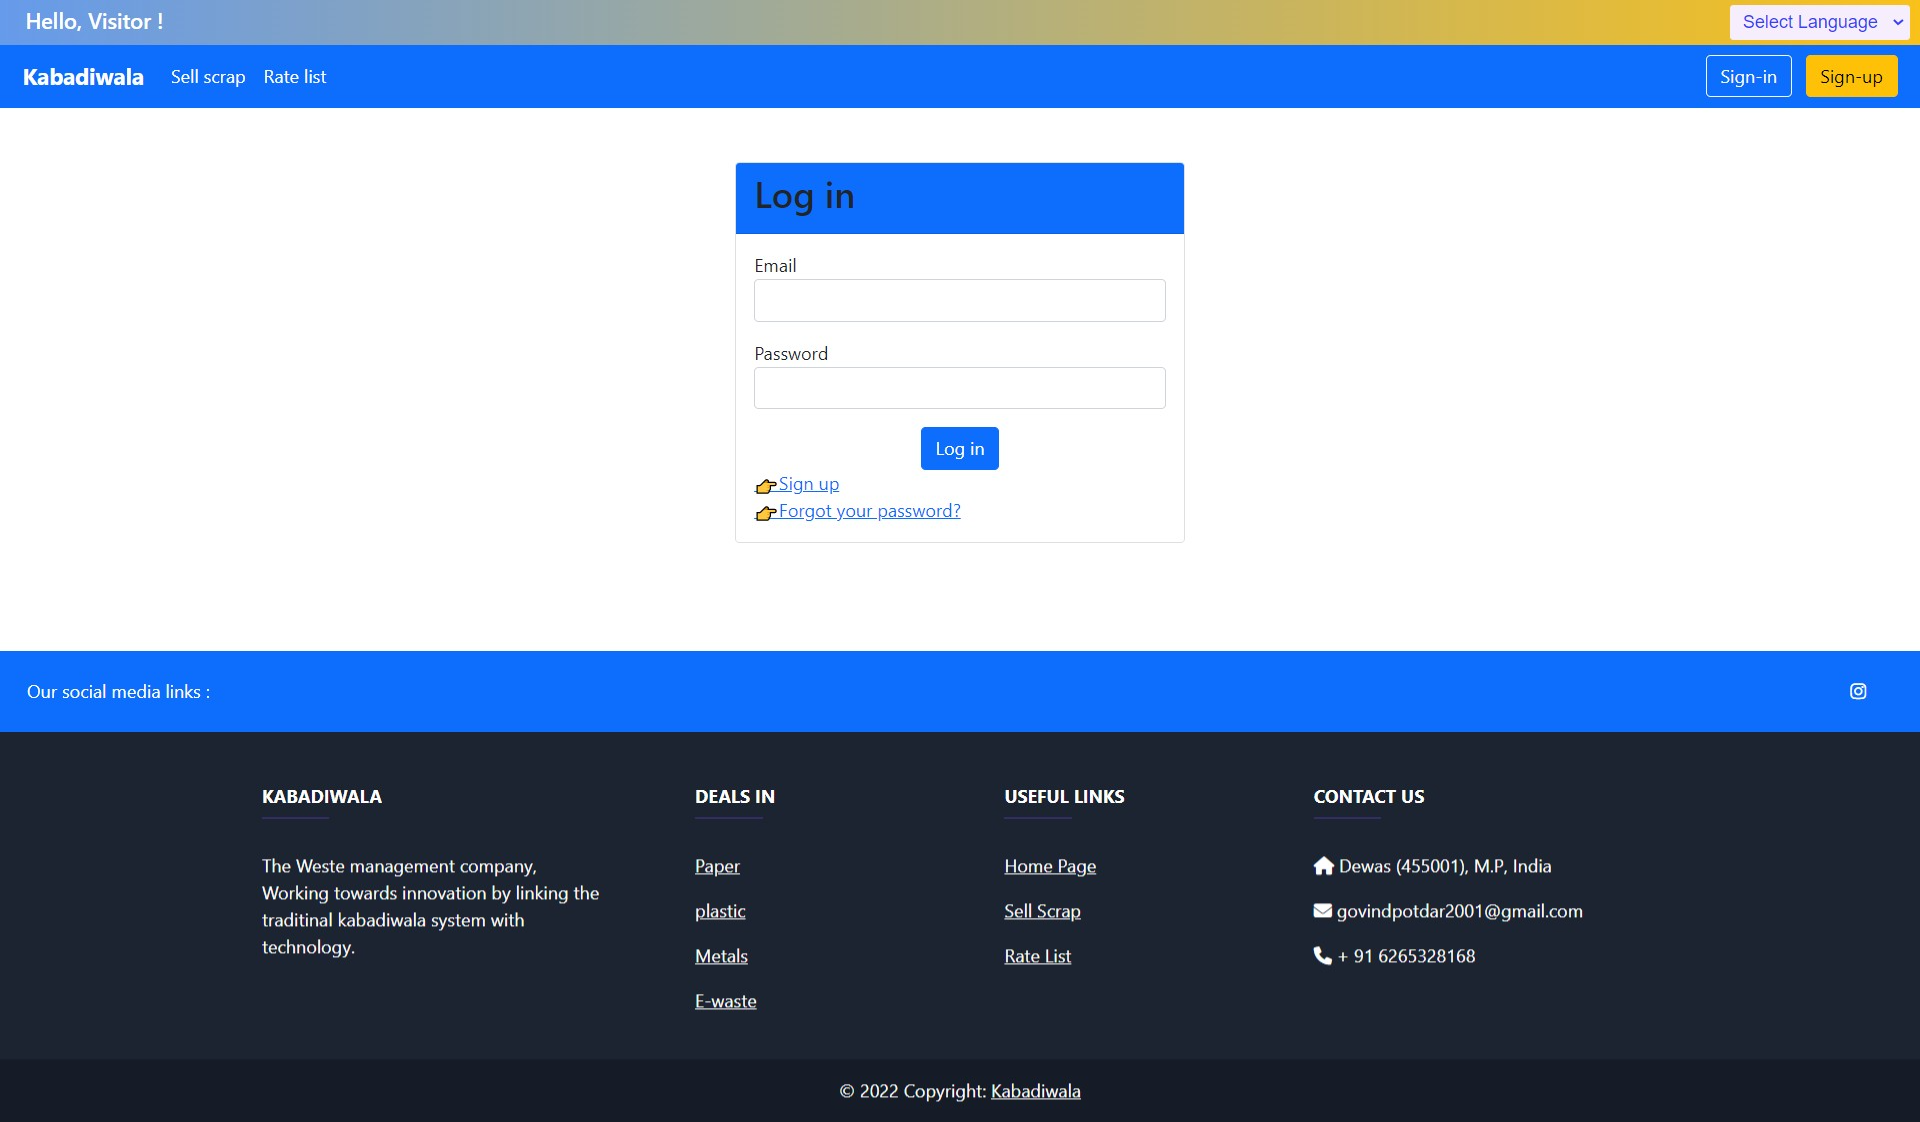 Hello, Visitor !
Select Language
Kabadiwala
Sell scrap
Rate list
Sign-in
Sign-up
Log in
Email
Password
Log in
👉Sign up
👉Forgot your password?
Our social media links :
KABADIWALA
The Weste management company,
Working towards innovation by linking the
traditinal kabadiwala system with
technology.
DEALS IN
Paper
plastic
Metals
E-waste
USEFUL LINKS
Home Page
Sell Scrap
Rate List
CONTACT US
Dewas (455001), M.P, India
govindpotdar2001@gmail.com
+ 91 6265328168
© 2022 Copyright: Kabadiwala